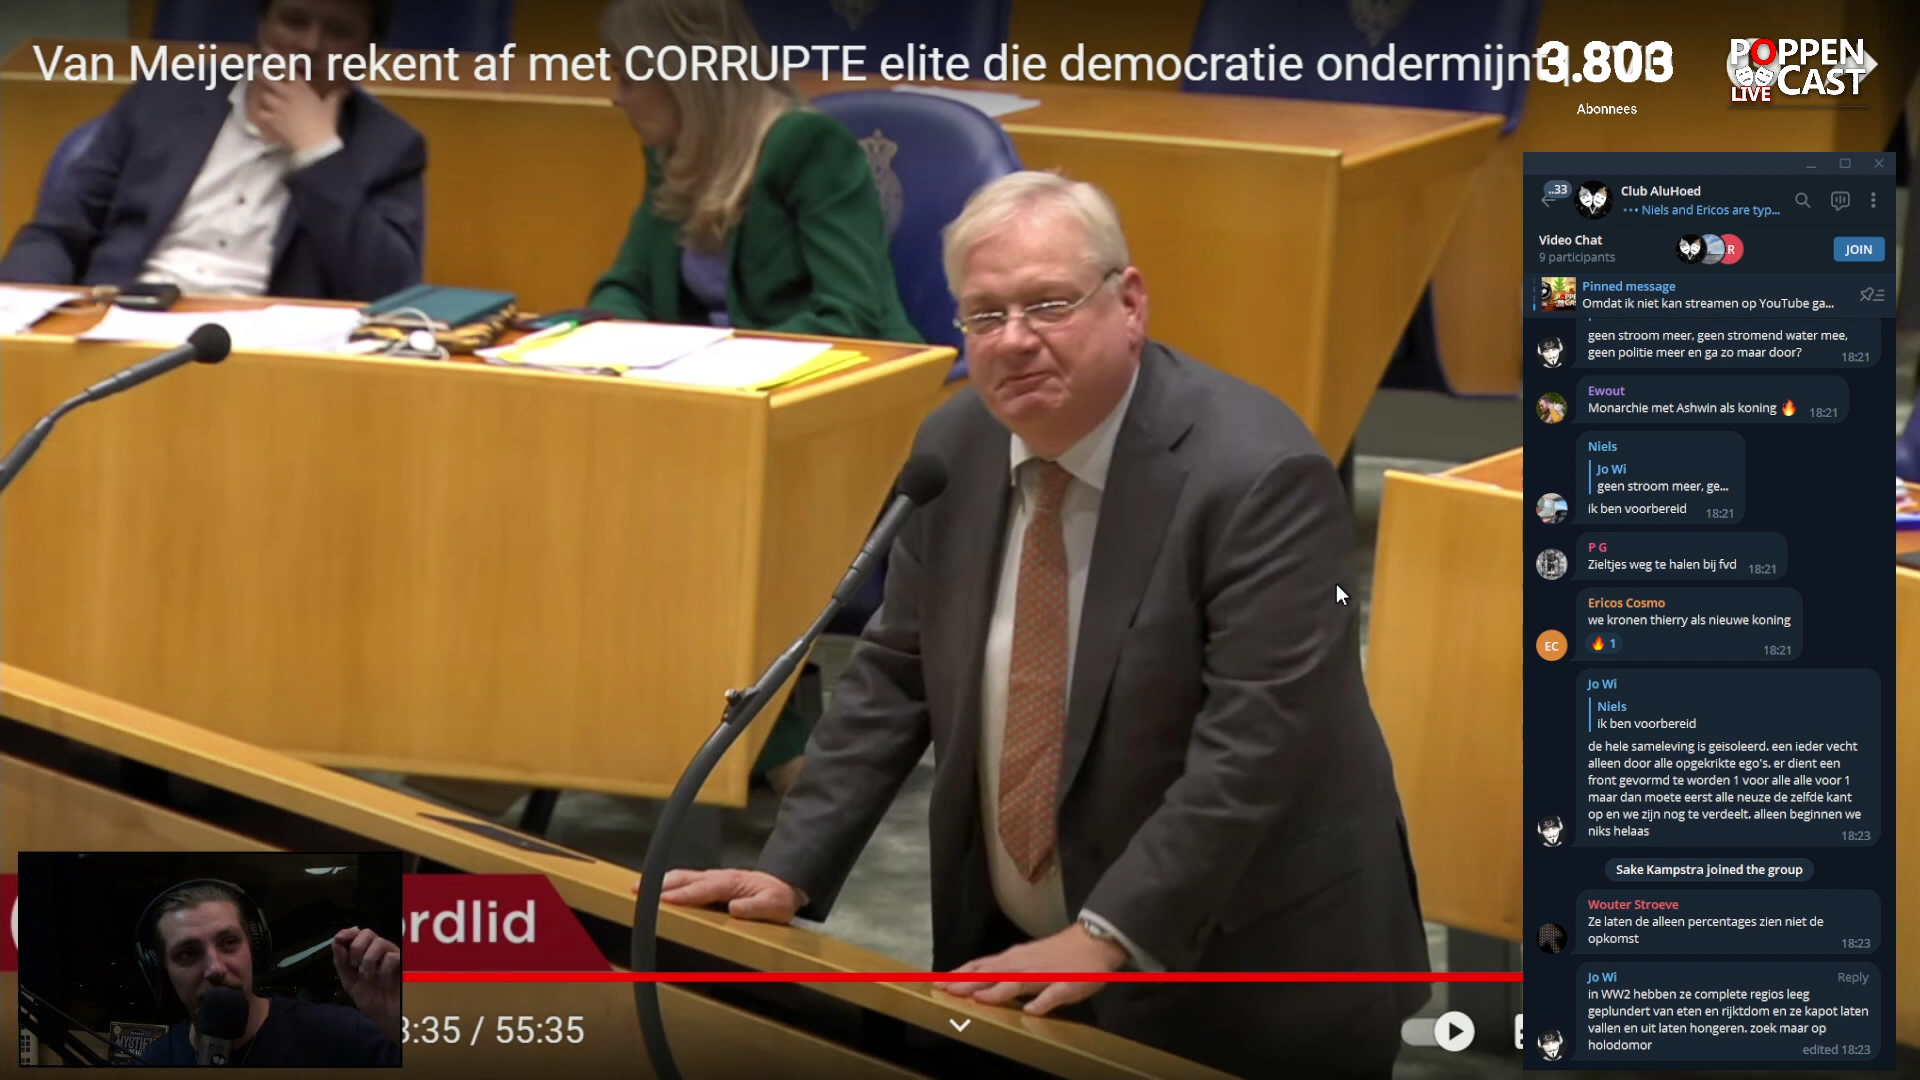 Van Meijeren rekent af met CORRUPTE elite die democratie ondermijnt
3.803
Abonnees
POPPEN
CAST
LIVE
..33
Club AluHoed
Niels and Ericos are typ...
Video Chat
9 participants
R
JOIN
Pinned message
Omdat ik niet kan streamen op YouTube ga...
geen stroom meer, geen stromend water mee,
geen politie meer en ga zo maar door?
18:21
Ewout
Monarchie met Ashwin als koning 🔥 18:21
Niels
Jo Wi
geen stroom meer, ge...
ik ben voorbereid 18:21
P G
Zieltjes weg te halen bij fvd 18:21
Ericos Cosmo
we kronen thierry als nieuwe koning
EC
🔥 1
18:21
Jo Wi
Niels
ik ben voorbereid
de hele sameleving is geisoleerd. een ieder vecht
alleen door alle opgekrikte ego's. er dient een
front gevormd te worden 1 voor alle alle voor 1
maar dan moete eerst alle neuze de zelfde kant
op en we zijn nog te verdeelt. alleen beginnen we
niks helaas 18:23
Sake Kampstra joined the group
Wouter Stroeve
Ze laten de alleen percentages zien niet de
opkomst 18:23
Jo Wi Reply
in WW2 hebben ze complete regios leeg
geplundert van eten en rijktdom en ze kapot laten
vallen en uit laten hongeren. zoek maar op
holodomor edited 18:23
rdlid
3:35 / 55:35